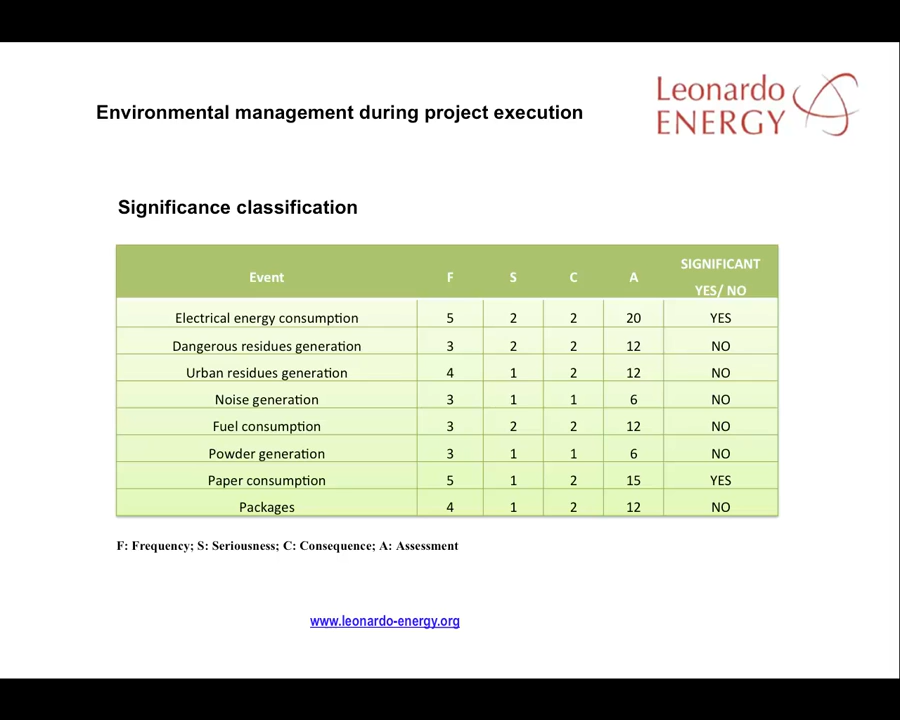 Leonardo
ENERGY
Environmental management during project execution
Significance classification
Event F S C A SIGNIFICANT YES/ NO
Electrical energy consumption 5 2 2 20 YES
Dangerous residues generation 3 2 2 12 NO
Urban residues generation 4 1 2 12 NO
Noise generation 3 1 1 6 NO
Fuel consumption 3 2 2 12 NO
Powder generation 3 1 1 6 NO
Paper consumption 5 1 2 15 YES
Packages 4 1 2 12 NO
F: Frequency; S: Seriousness; C: Consequence; A: Assessment
www.leonardo-energy.org